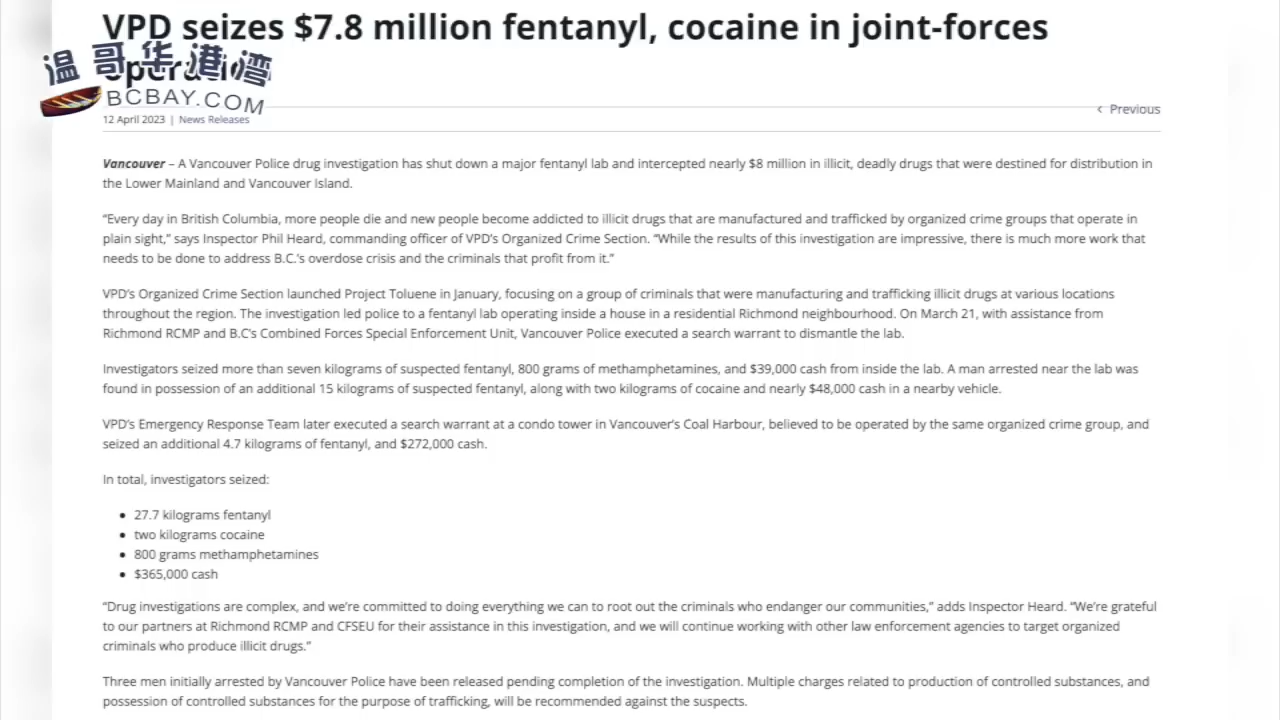 VPD seizes $7.8 million fentanyl, cocaine in joint-forces
operation
温哥华港湾
BCBAY.COM
‹ Previous
12 April 2023 | News Releases
Vancouver – A Vancouver Police drug investigation has shut down a major fentanyl lab and intercepted nearly $8 million in illicit, deadly drugs that were destined for distribution in
the Lower Mainland and Vancouver Island.
“Every day in British Columbia, more people die and new people become addicted to illicit drugs that are manufactured and trafficked by organized crime groups that operate in
plain sight,” says Inspector Phil Heard, commanding officer of VPD’s Organized Crime Section. “While the results of this investigation are impressive, there is much more work that
needs to be done to address B.C.’s overdose crisis and the criminals that profit from it.”
VPD’s Organized Crime Section launched Project Toluene in January, focusing on a group of criminals that were manufacturing and trafficking illicit drugs at various locations
throughout the region. The investigation led police to a fentanyl lab operating inside a house in a residential Richmond neighbourhood. On March 21, with assistance from
Richmond RCMP and B.C’s Combined Forces Special Enforcement Unit, Vancouver Police executed a search warrant to dismantle the lab.
Investigators seized more than seven kilograms of suspected fentanyl, 800 grams of methamphetamines, and $39,000 cash from inside the lab. A man arrested near the lab was
found in possession of an additional 15 kilograms of suspected fentanyl, along with two kilograms of cocaine and nearly $48,000 cash in a nearby vehicle.
VPD’s Emergency Response Team later executed a search warrant at a condo tower in Vancouver’s Coal Harbour, believed to be operated by the same organized crime group, and
seized an additional 4.7 kilograms of fentanyl, and $272,000 cash.
In total, investigators seized:
• 27.7 kilograms fentanyl
• two kilograms cocaine
• 800 grams methamphetamines
• $365,000 cash
“Drug investigations are complex, and we’re committed to doing everything we can to root out the criminals who endanger our communities,” adds Inspector Heard. “We’re grateful
to our partners at Richmond RCMP and CFSEU for their assistance in this investigation, and we will continue working with other law enforcement agencies to target organized
criminals who produce illicit drugs.”
Three men initially arrested by Vancouver Police have been released pending completion of the investigation. Multiple charges related to production of controlled substances, and
possession of controlled substances for the purpose of trafficking, will be recommended against the suspects.